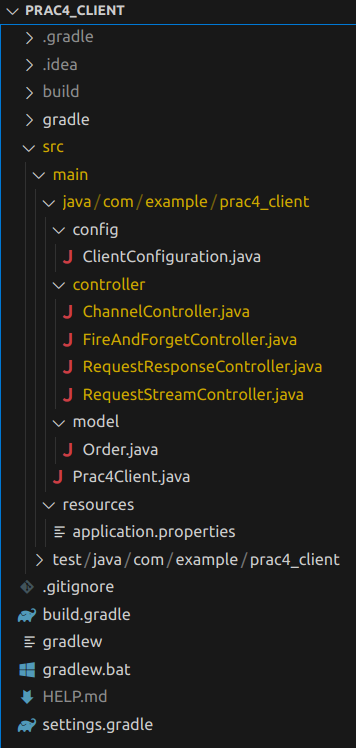 PRAC4_CLIENT
.gradle
.idea
build
gradle
src
main
java/com/example/prac4_client
config
ClientConfiguration.java
controller
ChannelController.java
FireAndForgetController.java
RequestResponseController.java
RequestStreamController.java
model
Order.java
Prac4Client.java
resources
application.properties
test/java/com/example/prac4_client
.gitignore
build.gradle
gradlew
gradlew.bat
HELP.md
settings.gradle